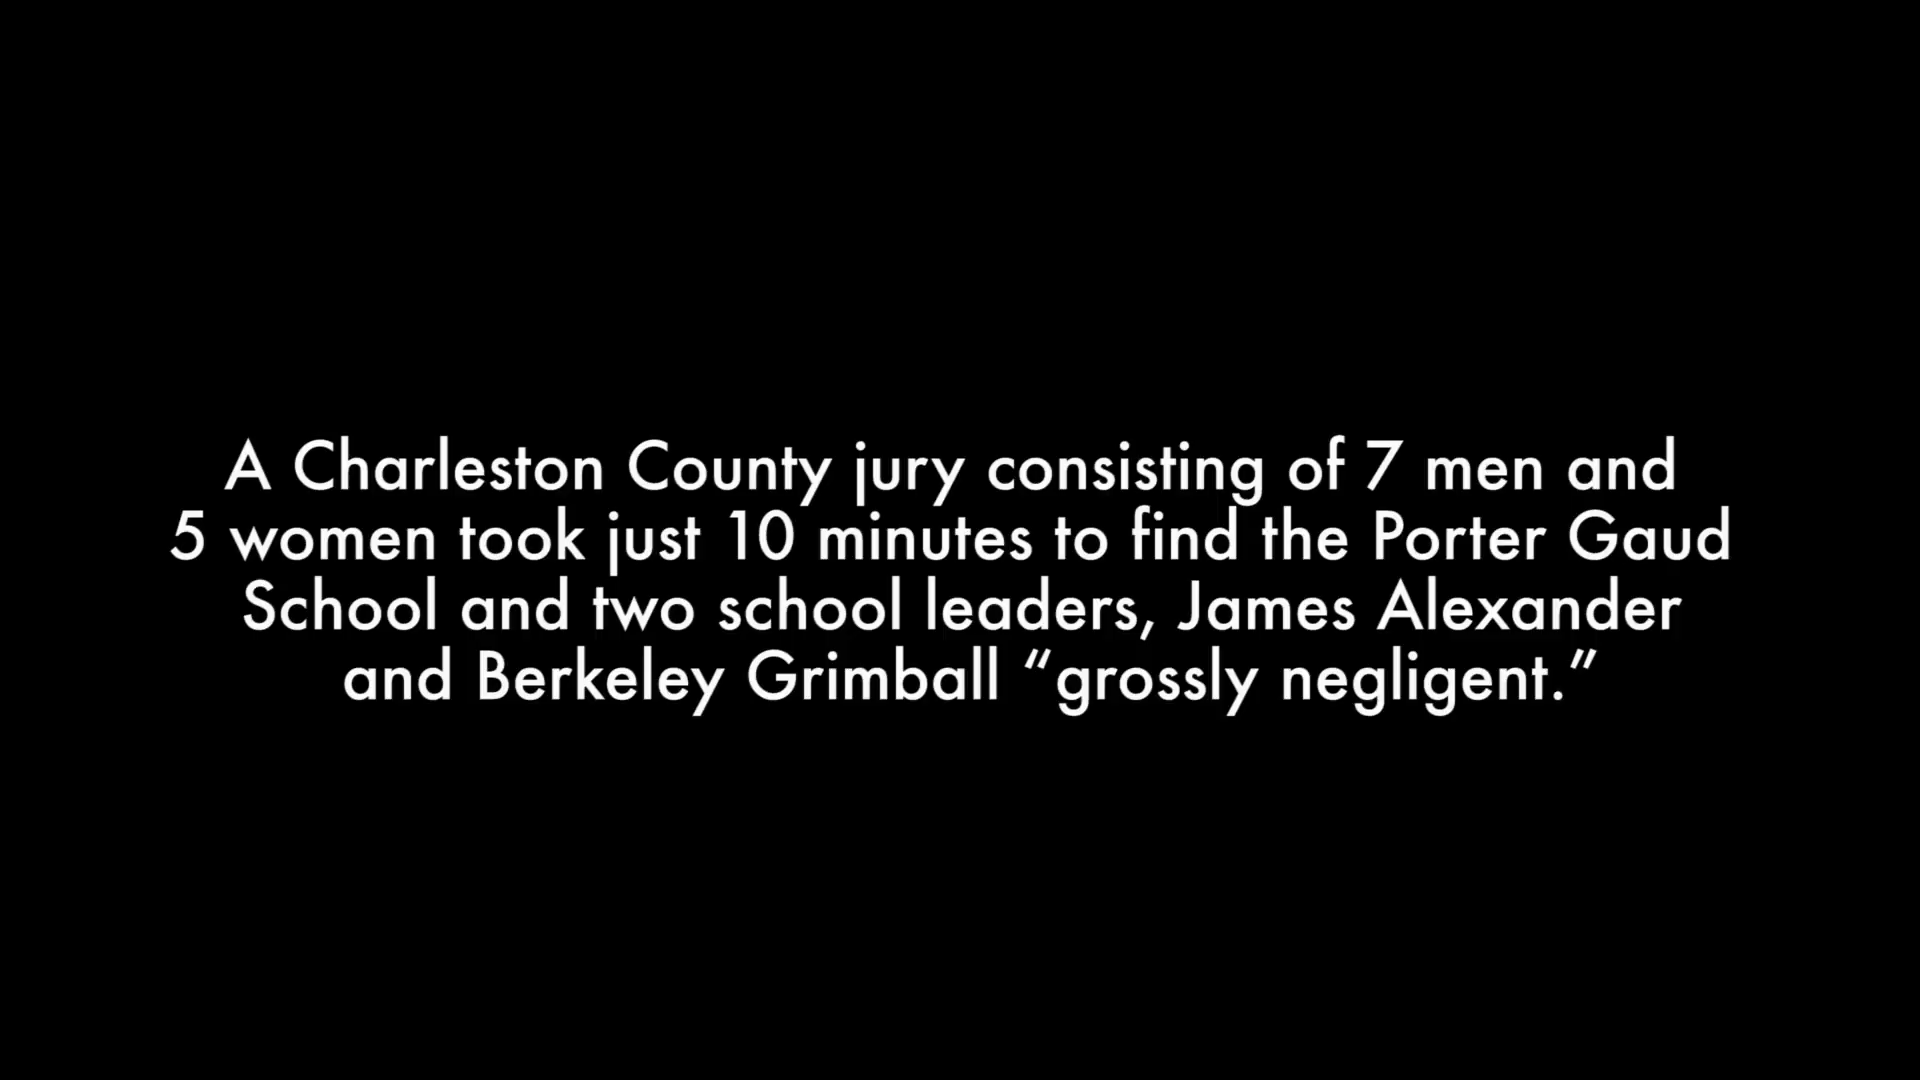 A Charleston County jury consisting of 7 men and
5 women took just 10 minutes to find the Porter Gaud
School and two school leaders, James Alexander
and Berkeley Grimball “grossly negligent.”